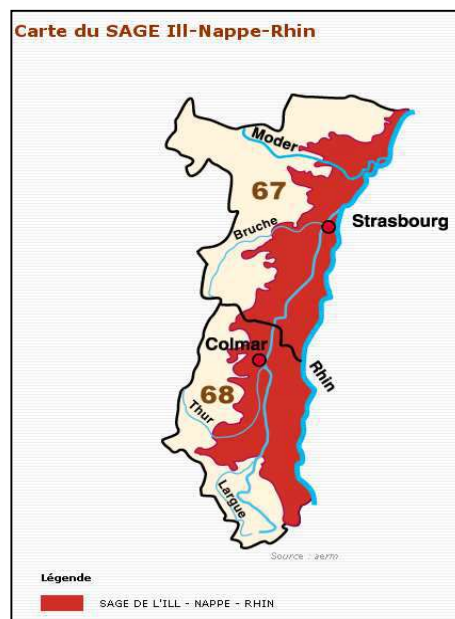 Carte du SAGE Ill-Nappe-Rhin
Moder
67
Strasbourg
Bruche
Colmar
Rhin
68
Thur
Largue
Source : aerm
Légende
SAGE DE L'ILL - NAPPE - RHIN